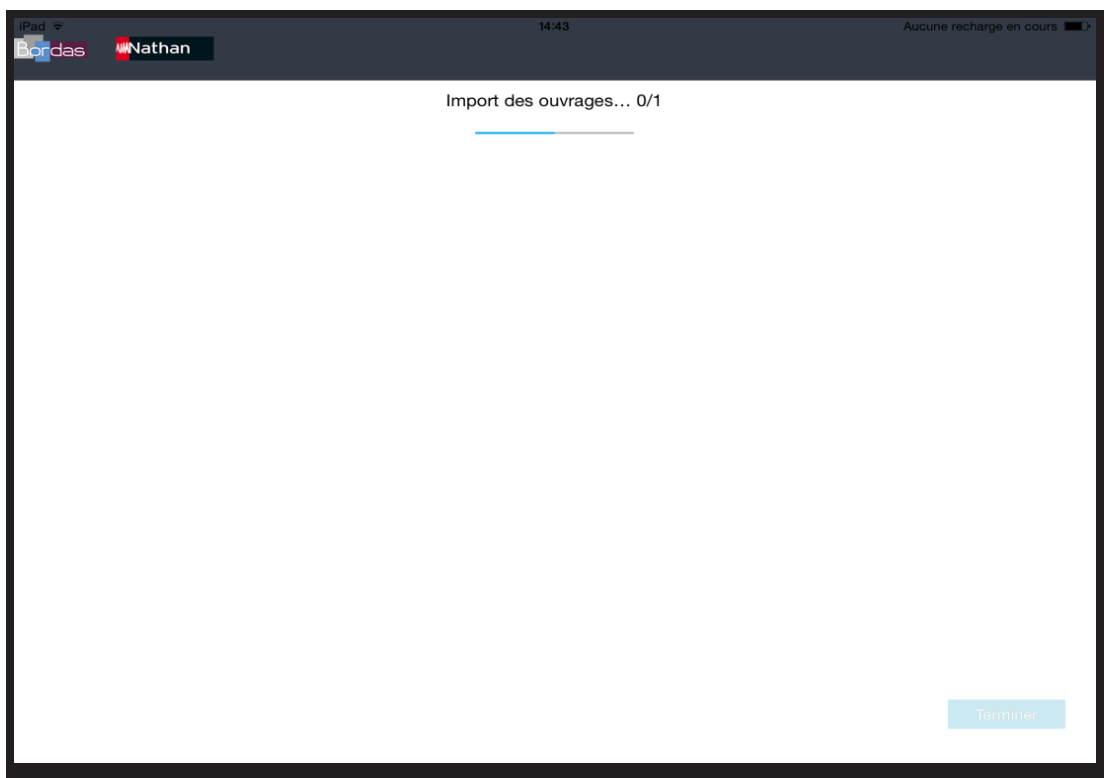 iPad 14:43 Aucune recharge en cours
Bordas Nathan
Import des ouvrages... 0/1
Terminer